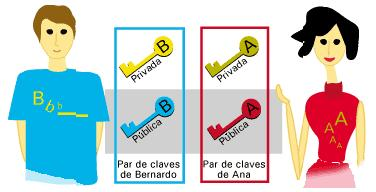 B b b
B
Privada
B
Pública
Par de claves
de Bernardo
A
Privada
A
Pública
Par de claves
de Ana
A A A A